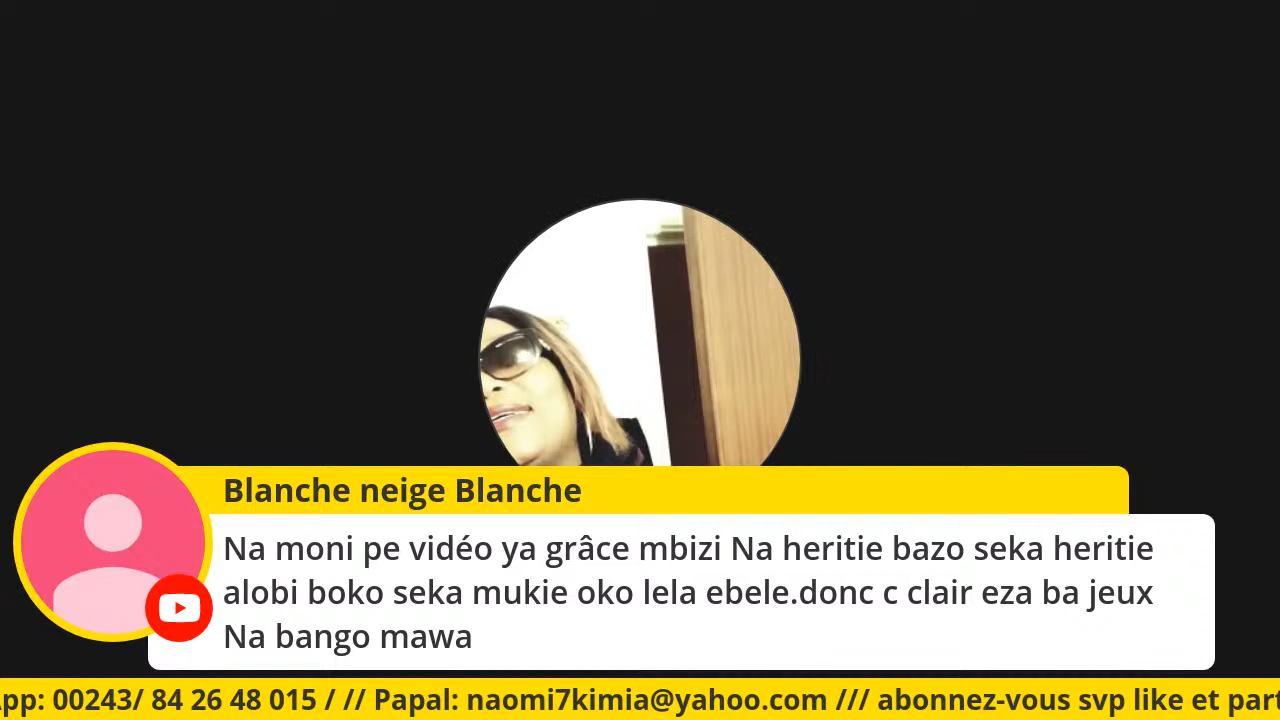 Blanche neige Blanche
Na moni pe vidéo ya grâce mbizi Na heritie bazo seka heritie
alobi boko seka mukie oko lela ebele.donc c clair eza ba jeux
Na bango mawa
pp: 00243/ 84 26 48 015 / // Papal: naomi7kimia@yahoo.com /// abonnez-vous svp like et part